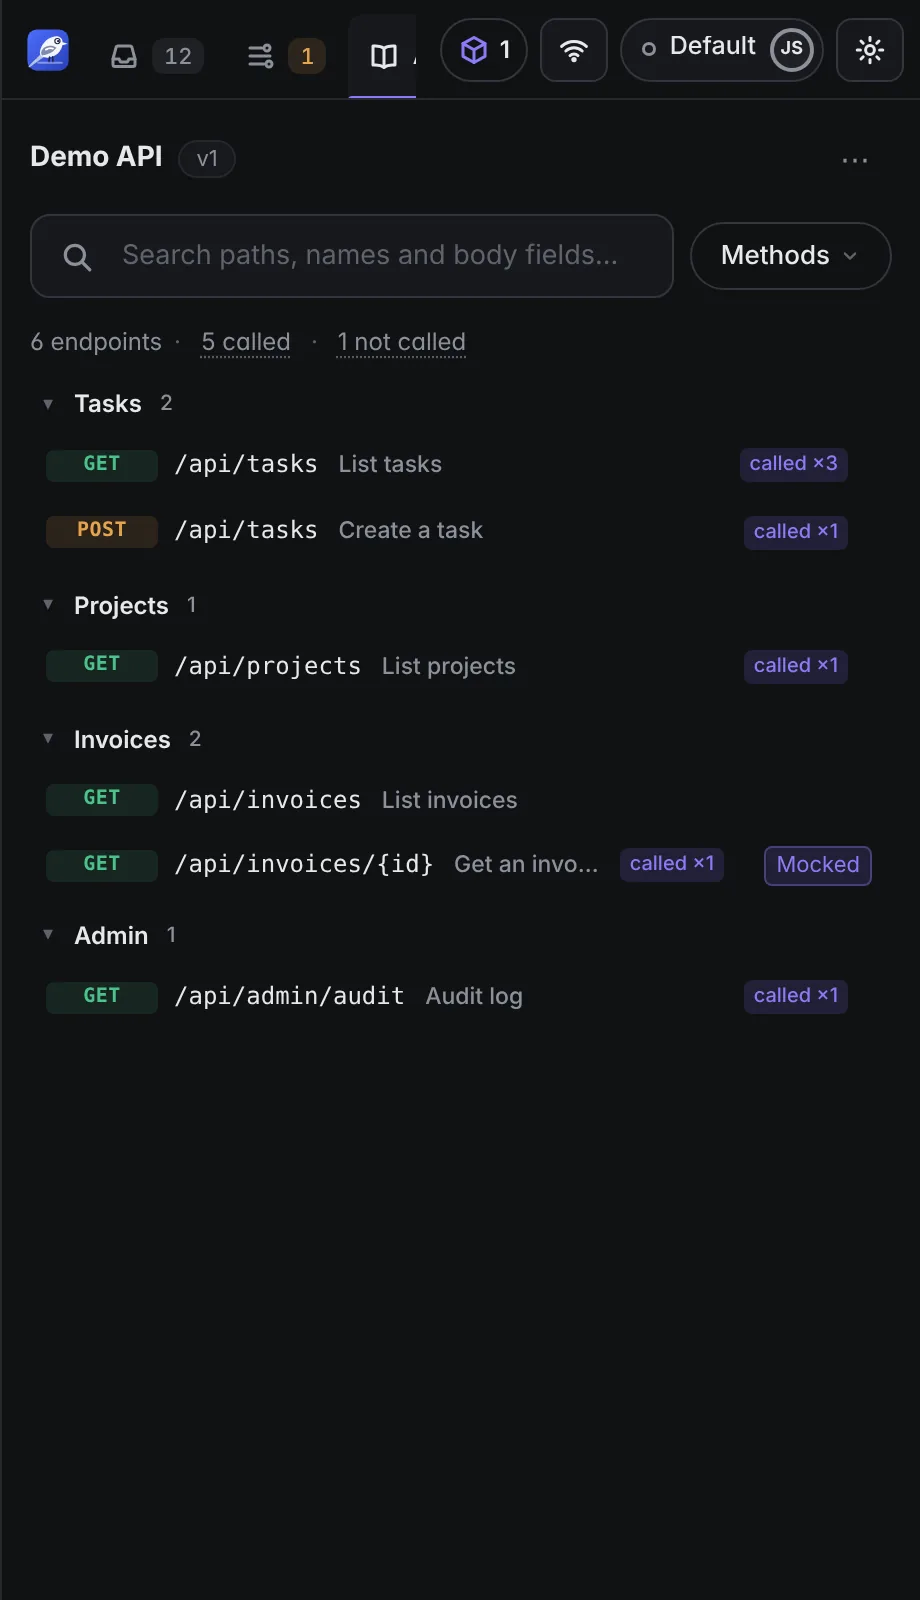 12 1 1 Default JS
Demo API v1 ...
Search paths, names and body fields... Methods
6 endpoints · 5 called · 1 not called
Tasks 2
GET /api/tasks List tasks called ×3
POST /api/tasks Create a task called ×1
Projects 1
GET /api/projects List projects called ×1
Invoices 2
GET /api/invoices List invoices
GET /api/invoices/{id} Get an invo... called ×1 Mocked
Admin 1
GET /api/admin/audit Audit log called ×1